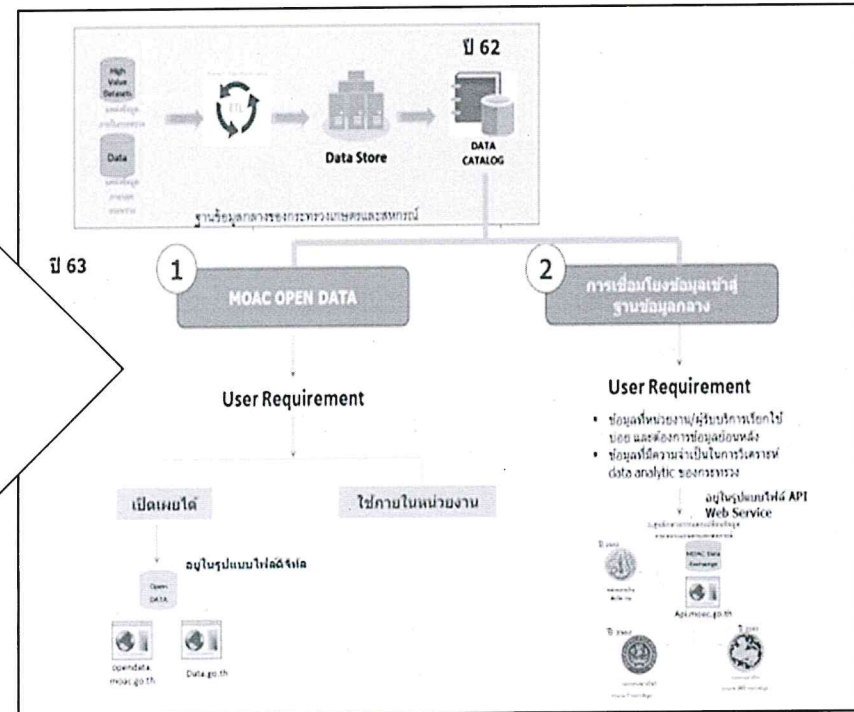 ปี 62
High
Value
Datasets
Data
ETL
Data Store
DATA
CATALOG
ฐานข้อมูลกลางของกระทรวงเกษตรและสหกรณ์
ปี 63
1
MOAC OPEN DATA
2
การเชื่อมโยงข้อมูลเข้าสู่
ฐานข้อมูลกลาง
User Requirement
เปิดเผยได้
ใช้ภายในหน่วยงาน
อยู่ในรูปแบบไฟล์ดิจิทัล
Open
DATA
opendata.
moac.go.th
Data.go.th
User Requirement
▪ ข้อมูลที่หน่วยงาน/ผู้รับบริการเรียกใช้
บ่อย และต้องการข้อมูลย้อนหลัง
▪ ข้อมูลที่มีความจำเป็นในการวิเคราะห์
data analytic ของกระทรวง
อยู่ในรูปแบบไฟล์ API
Web Service
MOAC Data
Exchange
Api.moac.go.th